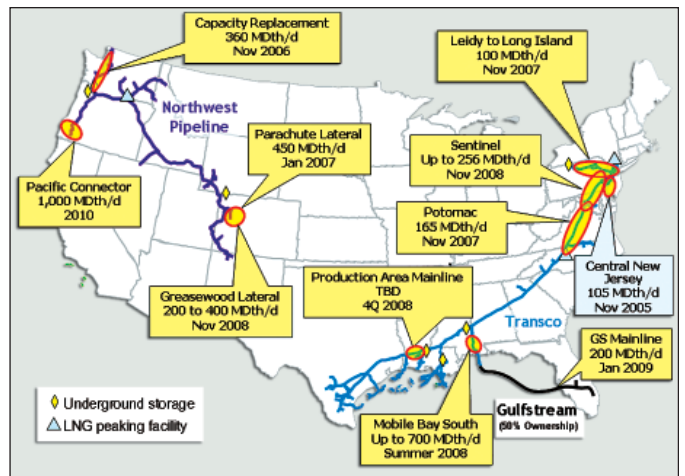 Capacity Replacement
360 MDth/d
Nov 2006
Leidy to Long Island
100 MDth/d
Nov 2007
Northwest
Pipeline
Parachute Lateral
450 MDth/d
Jan 2007
Sentinel
Up to 256 MDth/d
Nov 2008
Pacific Connector
1,000 MDth/d
2010
Potomac
165 MDth/d
Nov 2007
Greasewood Lateral
200 to 400 MDth/d
Nov 2008
Production Area Mainline
TBD
4Q 2008
Central New
Jersey
105 MDth/d
Nov 2005
Transco
GS Mainline
200 MDth/d
Jan 2009
Underground storage
LNG peaking facility
Mobile Bay South
Up to 700 MDth/d
Summer 2008
Gulfstream
(50% Ownership)